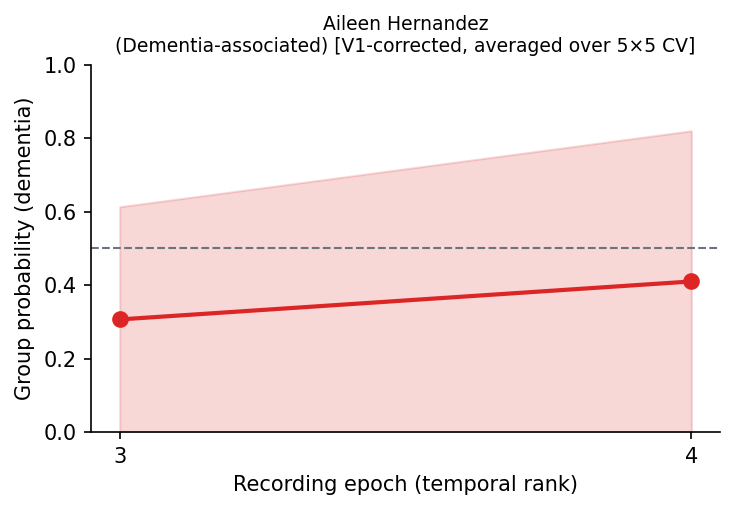 Aileen Hernandez
(Dementia-associated) [V1-corrected, averaged over 5×5 CV]
Group probability (dementia)
1.0
0.8
0.6
0.4
0.2
0.0
3
4
Recording epoch (temporal rank)